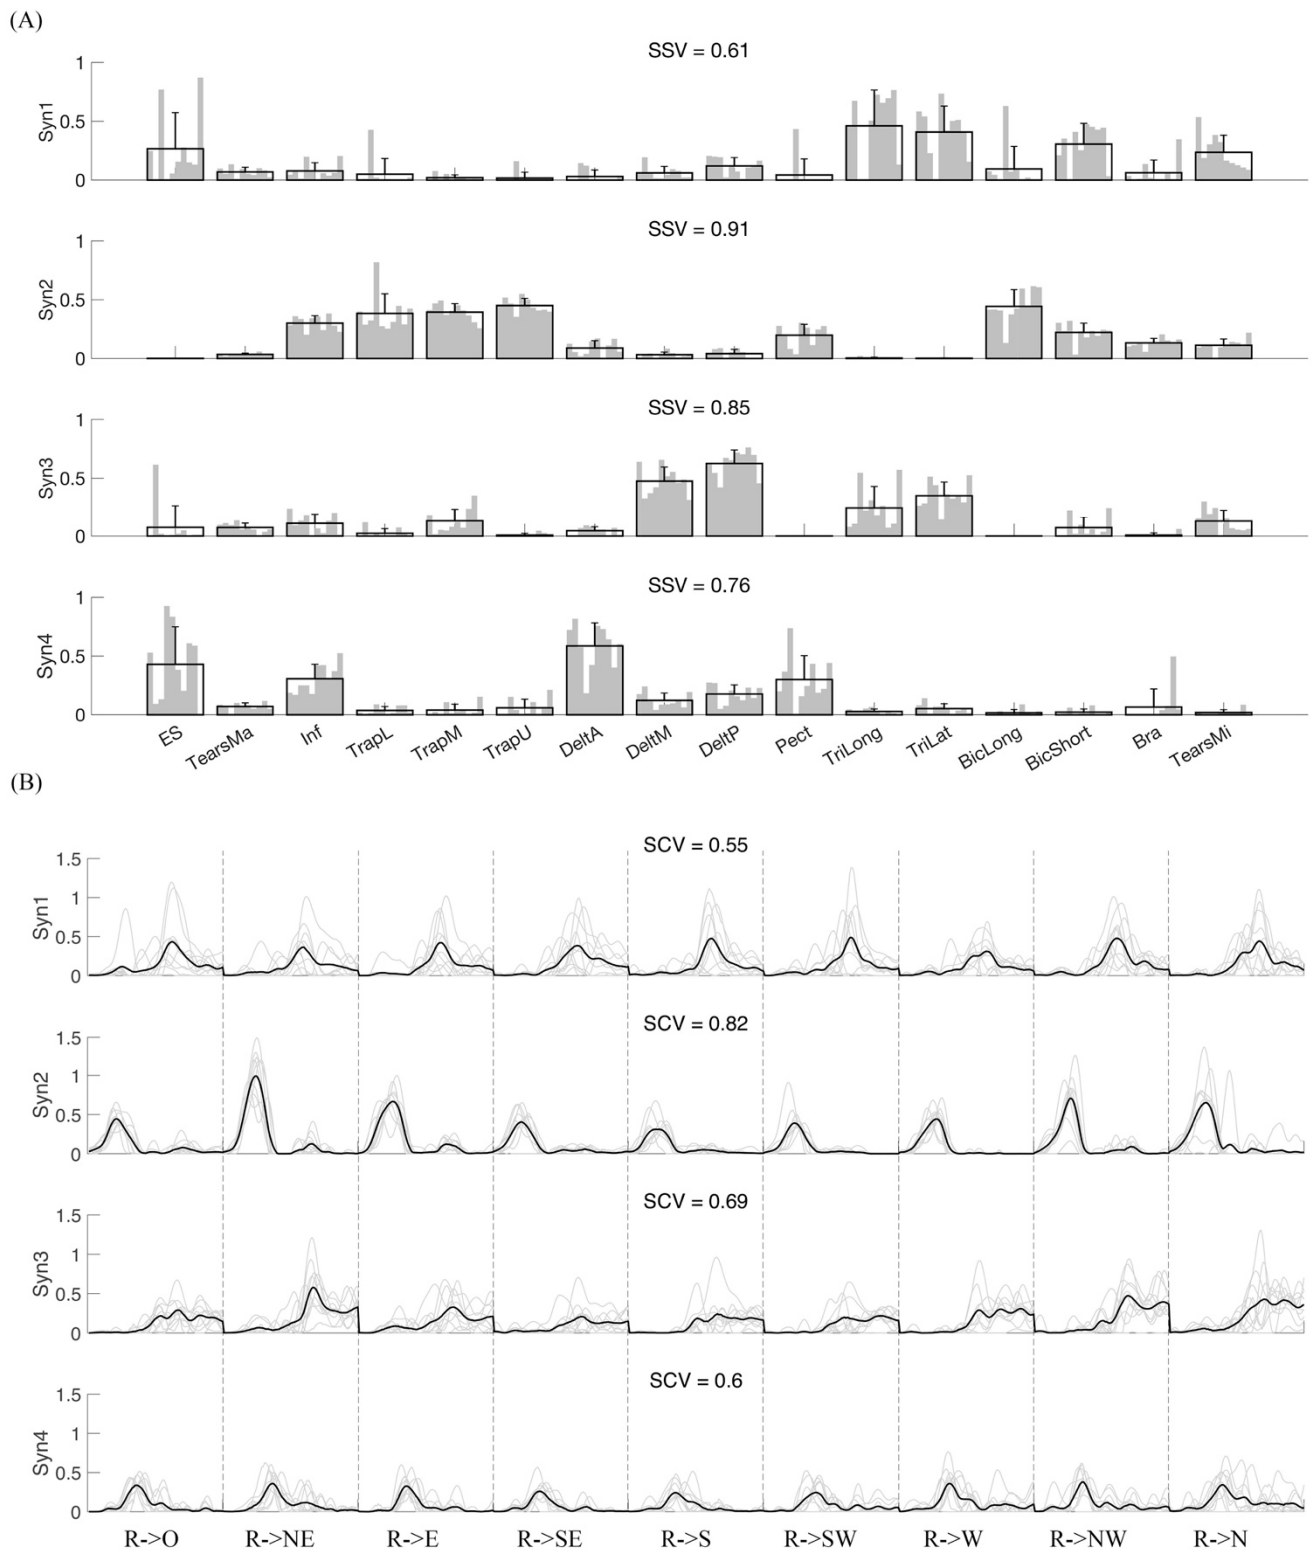 (A)
SSV = 0.61
1
0.5
0
Syn1
SSV = 0.91
1
0.5
0
Syn2
SSV = 0.85
1
0.5
0
Syn3
SSV = 0.76
1
0.5
0
Syn4
ES TearsMa Inf TrapL TrapM TrapU DeltA DeltM DeltP Pect TriLong TriLat BicLong BicShort Bra TearsMi
(B)
SCV = 0.55
1.5
1
0.5
0
Syn1
SCV = 0.82
1.5
1
0.5
0
Syn2
SCV = 0.69
1.5
1
0.5
0
Syn3
SCV = 0.6
1.5
1
0.5
0
Syn4
R->O R->NE R->E R->SE R->S R->SW R->W R->NW R->N